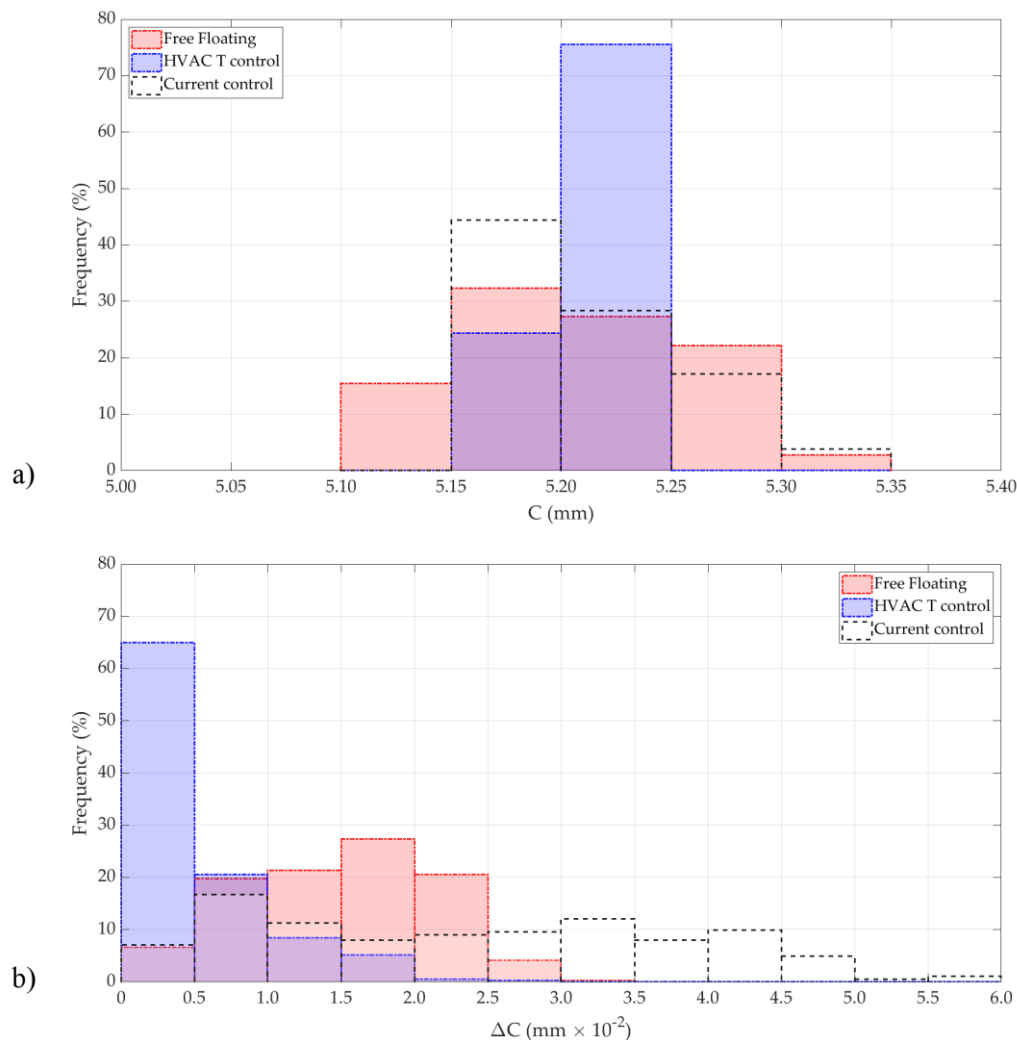 80
70
60
50
40
30
20
10
0
Frequency (%)
Free Floating
HVAC T control
Current control
5.00 5.05 5.10 5.15 5.20 5.25 5.30 5.35 5.40
C (mm)
a)
80
70
60
50
40
30
20
10
0
Frequency (%)
Free Floating
HVAC T control
Current control
0 0.5 1.0 1.5 2.0 2.5 3.0 3.5 4.0 4.5 5.0 5.5 6.0
ΔC (mm × 10⁻²)
b)